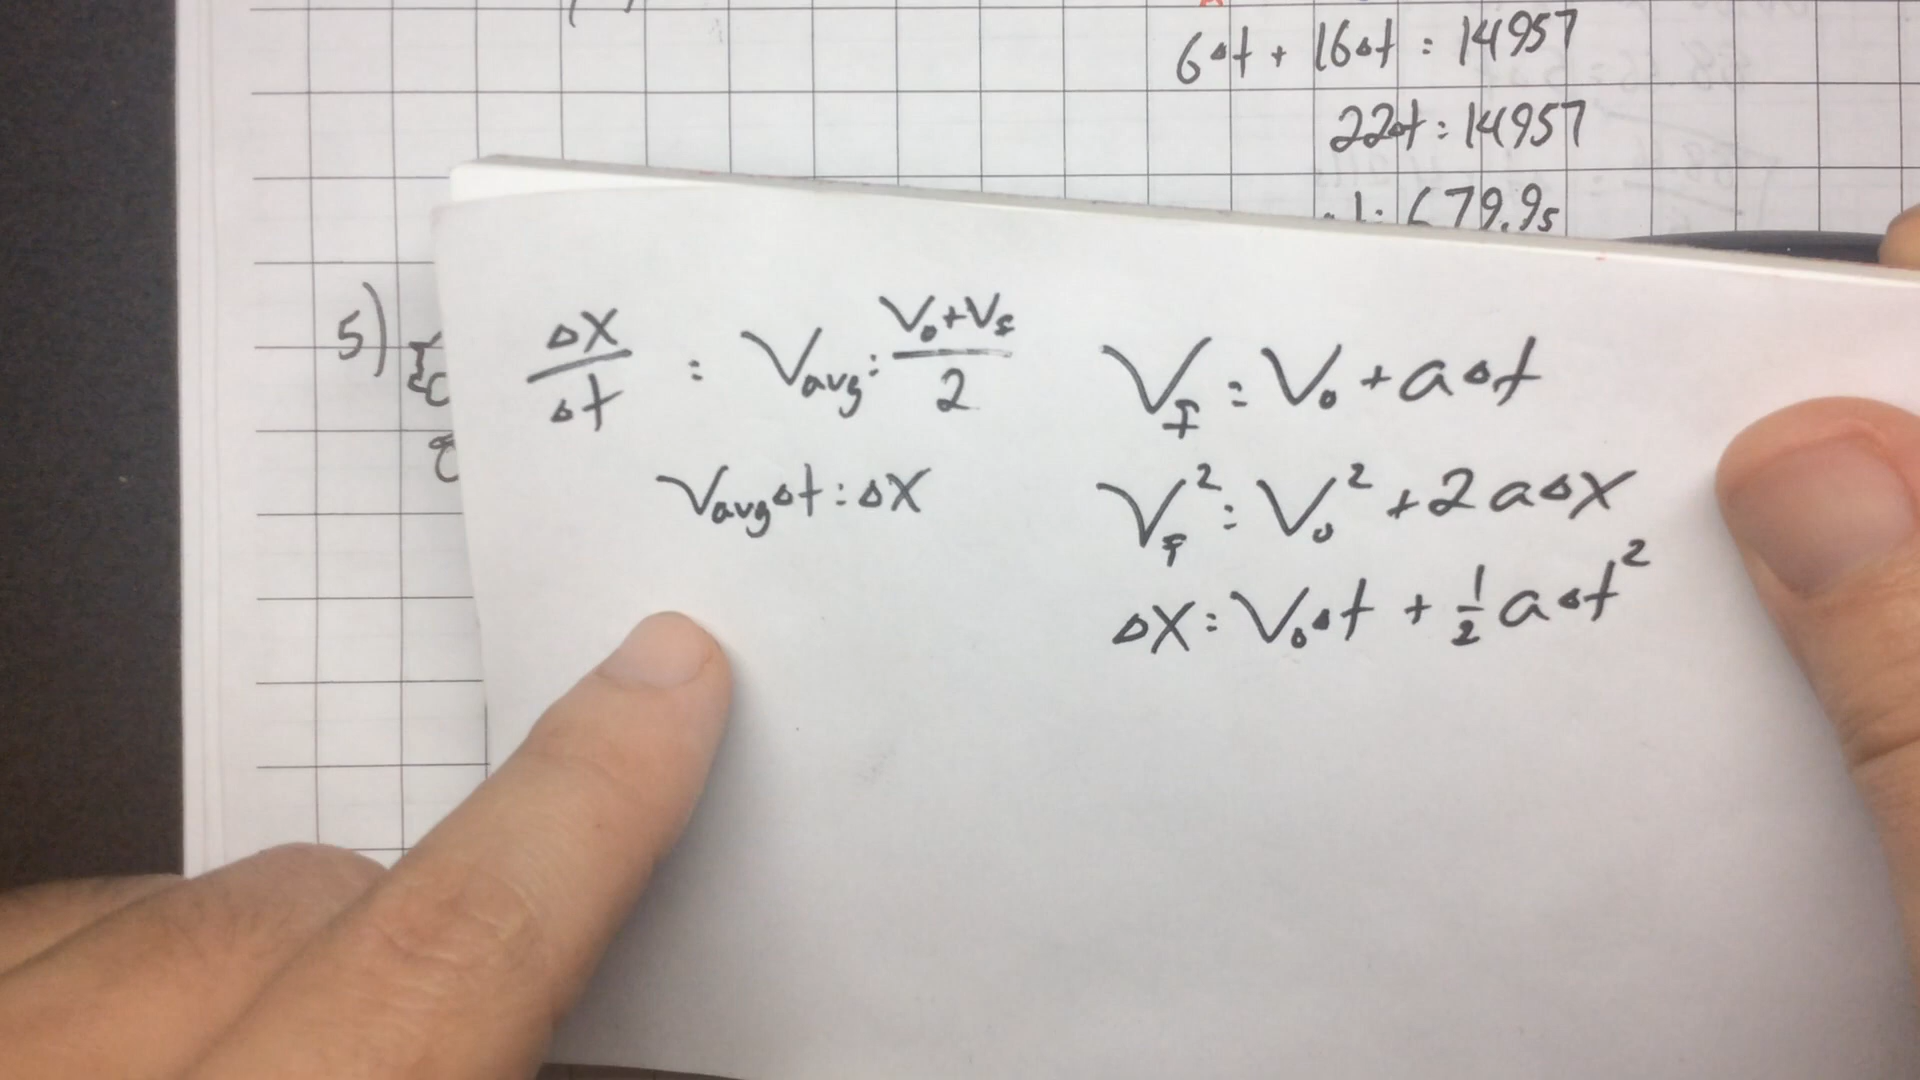 6Δt + 16Δt = 14957
22Δt = 14957
679.9s
5)
Δx/Δt = Vavg = (V₀+Vf)/2
VavgΔt = Δx
Vf = V₀ + aΔt
Vf² = V₀² + 2aΔx
Δx = V₀Δt + ½aΔt²